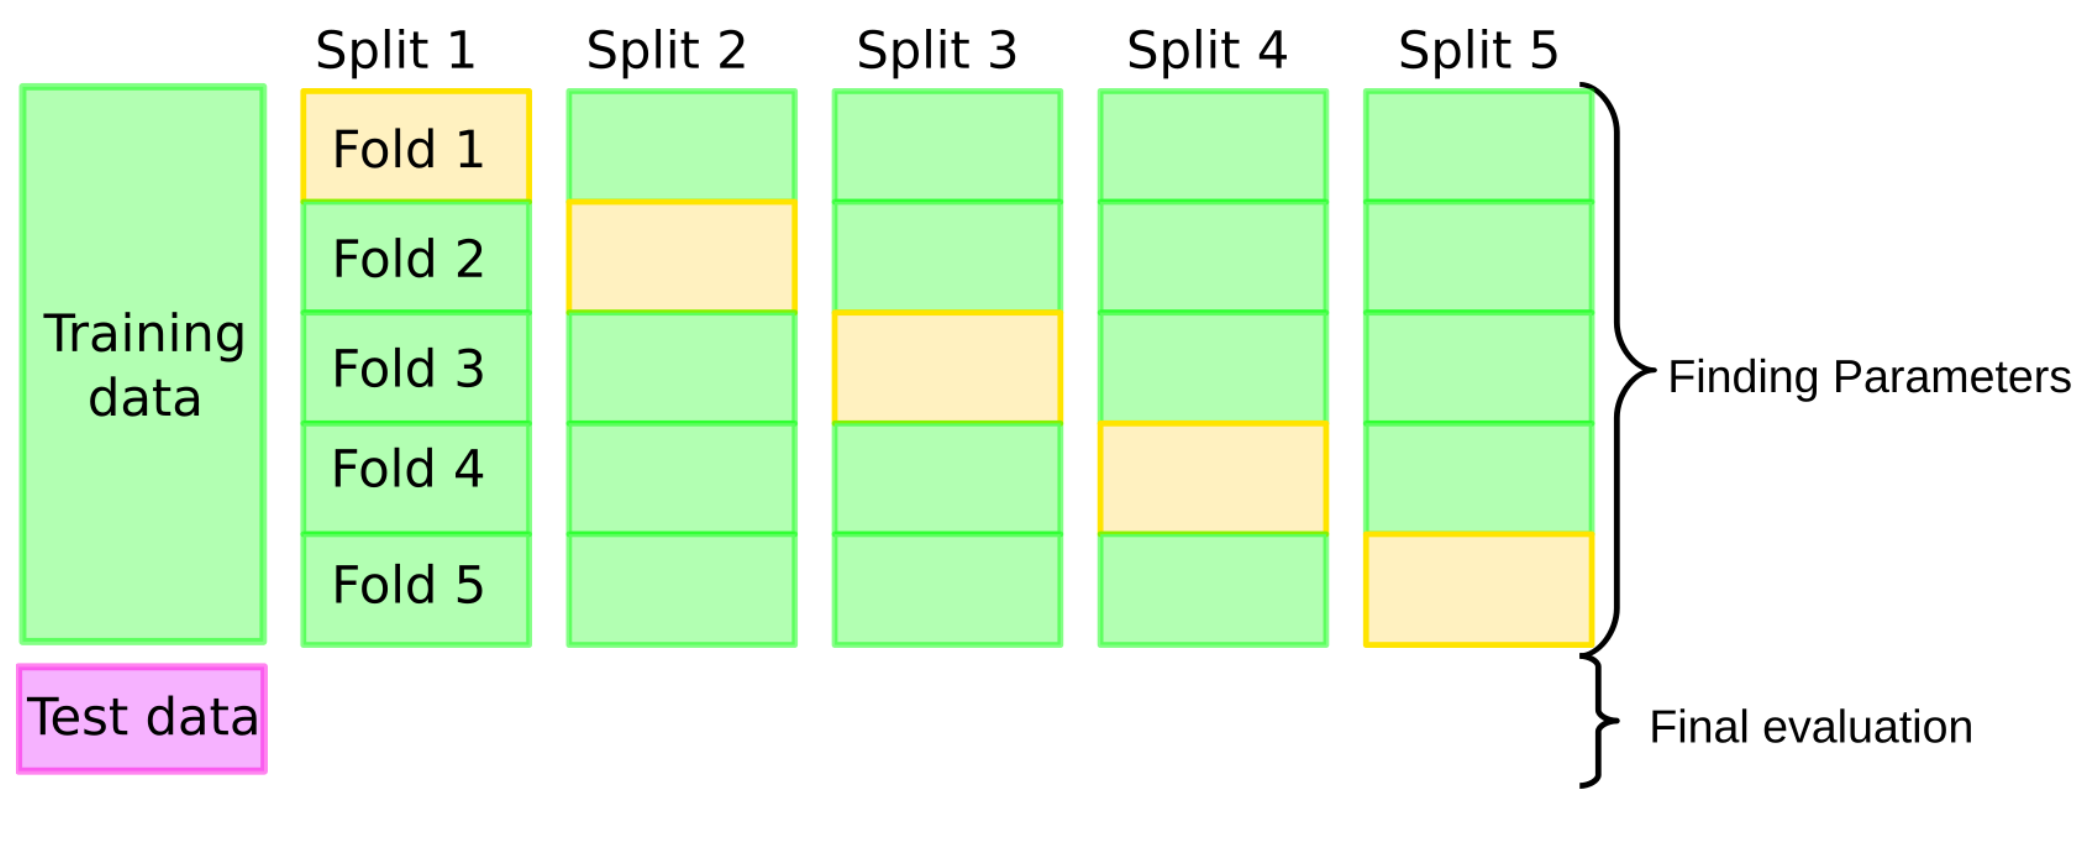 Split 1
Split 2
Split 3
Split 4
Split 5
Training
data
Fold 1
Fold 2
Fold 3
Fold 4
Fold 5
Finding Parameters
Test data
Final evaluation